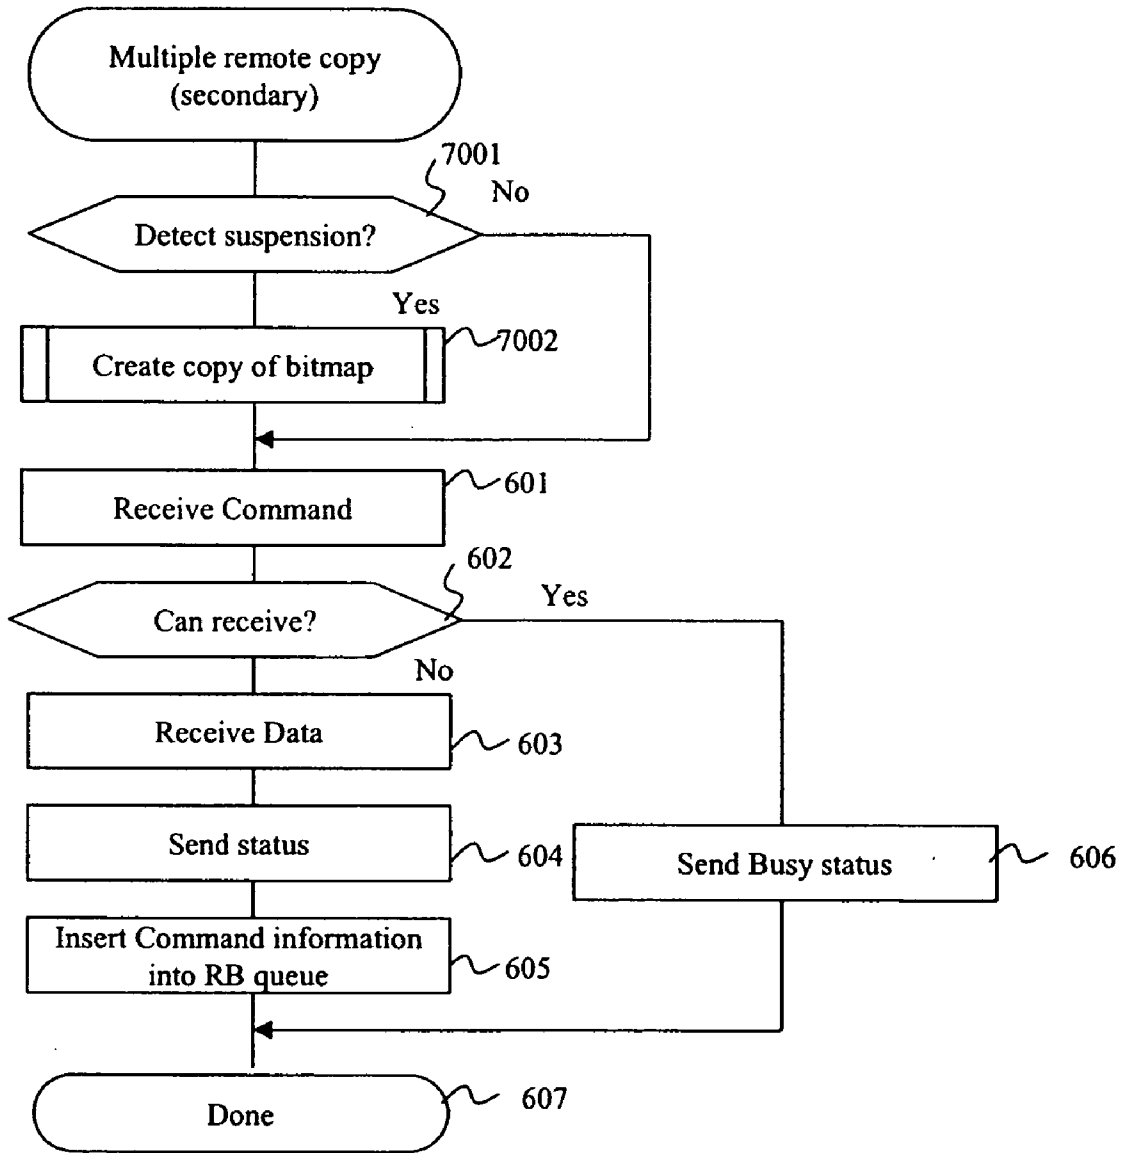 Multiple remote copy
(secondary)
7001
No
Detect suspension?
Yes
7002
Create copy of bitmap
601
Receive Command
602
Yes
Can receive?
No
Receive Data
603
Send status
604
Send Busy status
606
Insert Command information
into RB queue
605
Done
607